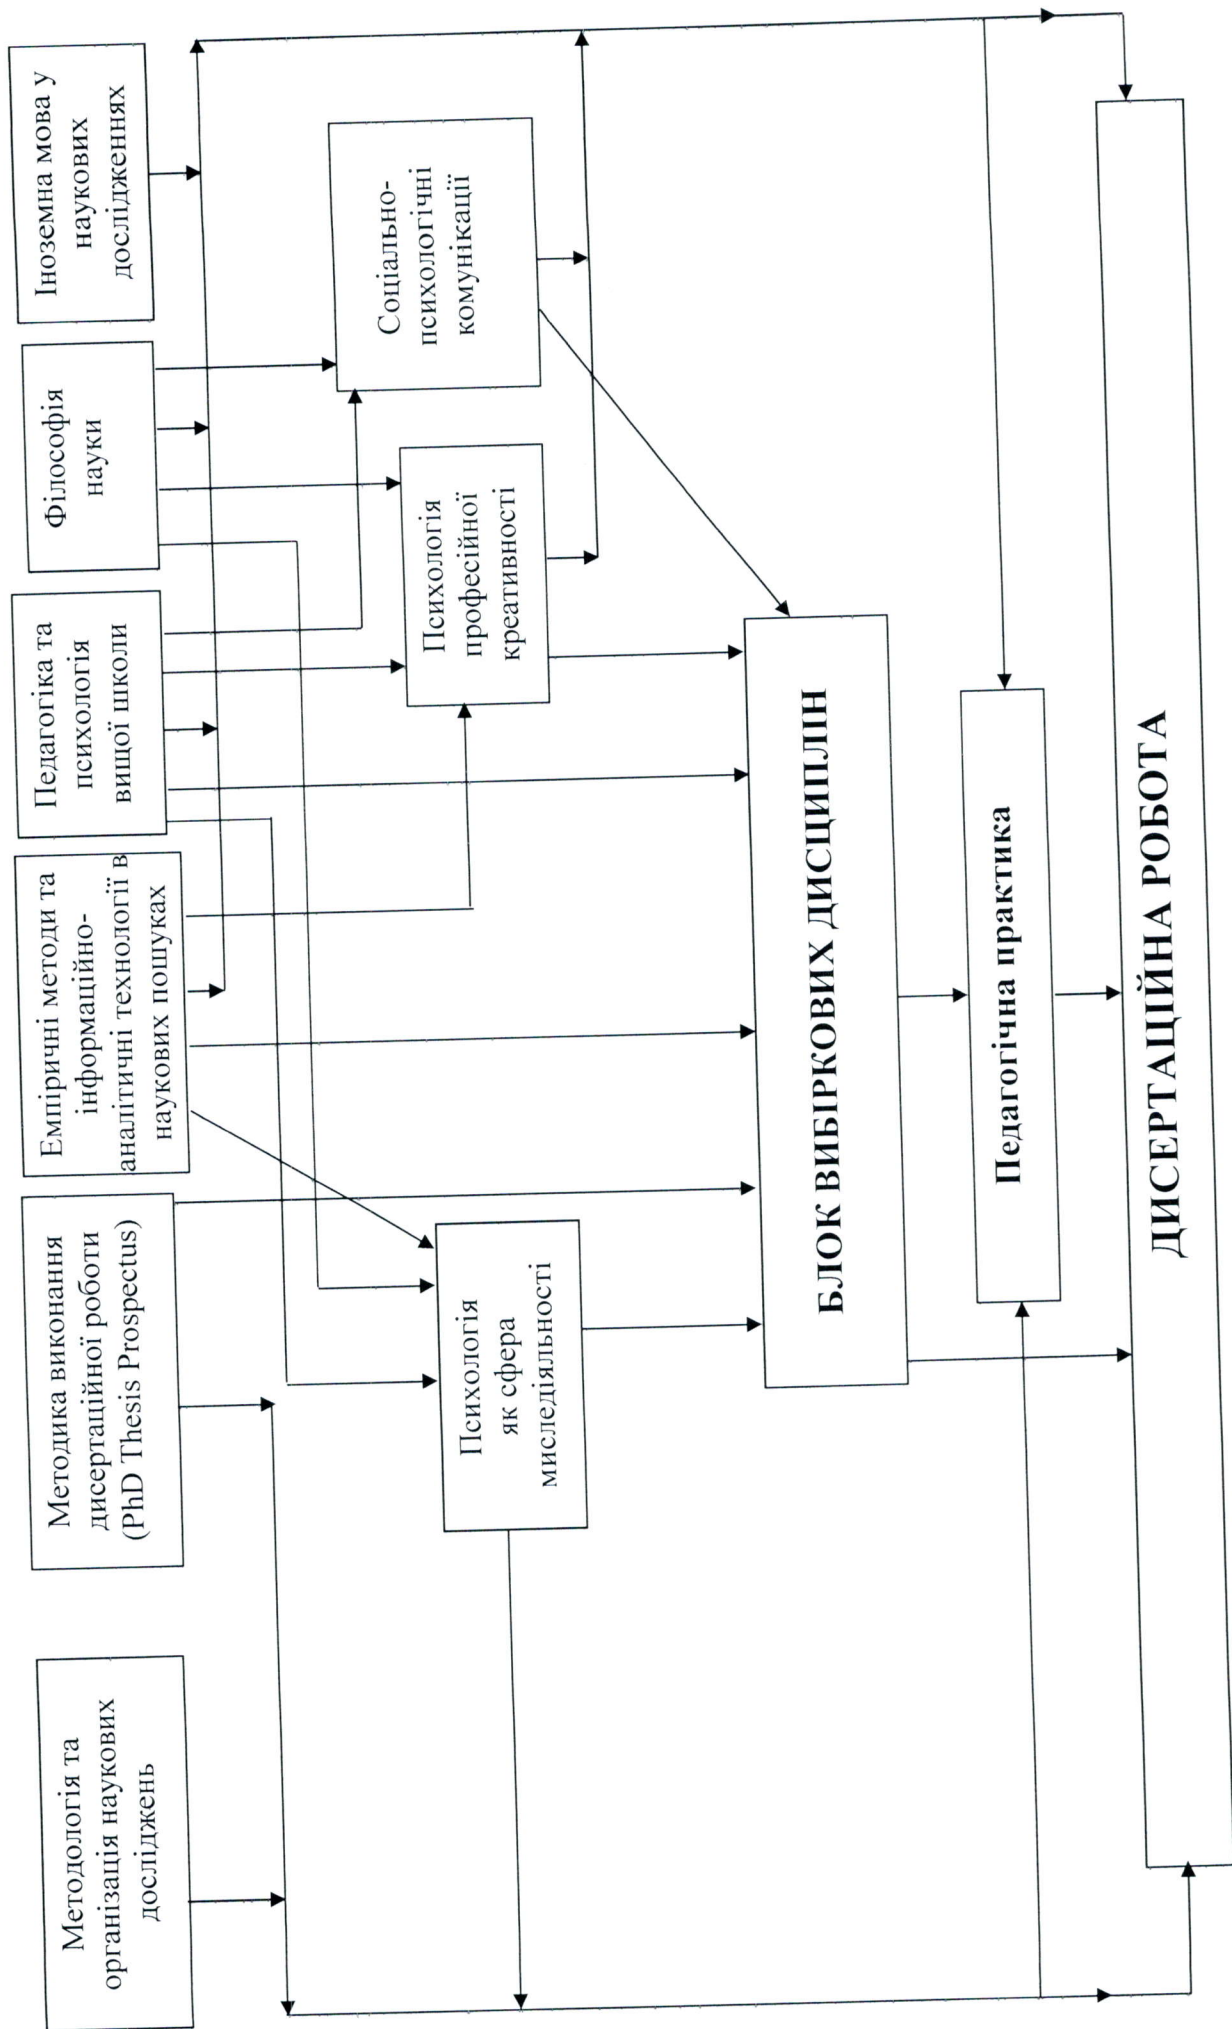 Методологія та
організація наукових
досліджень
Методика виконання
дисертаційної роботи
(PhD Thesis Prospectus)
Емпіричні методи та
інформаційно-
аналітичні технології в
наукових пошуках
Педагогіка та
психологія
вищої школи
Філософія
науки
Іноземна мова у
наукових
дослідженнях
Психологія
як сфера
миследіяльності
Психологія
професійної
креативності
Соціально-
психологічні
комунікації
БЛОК ВИБІРКОВИХ ДИСЦИПЛІН
Педагогічна практика
ДИСЕРТАЦІЙНА РОБОТА